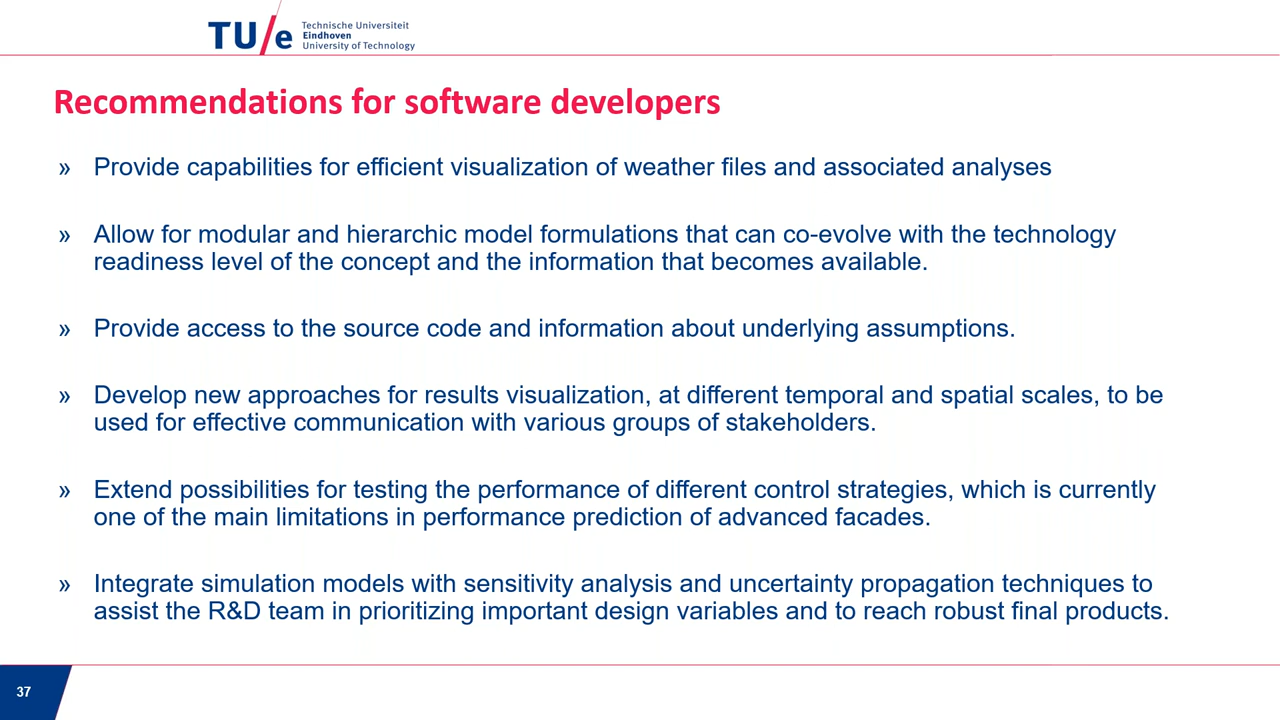 TU/e
Technische Universiteit
Eindhoven
University of Technology
Recommendations for software developers
» Provide capabilities for efficient visualization of weather files and associated analyses
» Allow for modular and hierarchic model formulations that can co-evolve with the technology
readiness level of the concept and the information that becomes available.
» Provide access to the source code and information about underlying assumptions.
» Develop new approaches for results visualization, at different temporal and spatial scales, to be
used for effective communication with various groups of stakeholders.
» Extend possibilities for testing the performance of different control strategies, which is currently
one of the main limitations in performance prediction of advanced facades.
» Integrate simulation models with sensitivity analysis and uncertainty propagation techniques to
assist the R&D team in prioritizing important design variables and to reach robust final products.
37